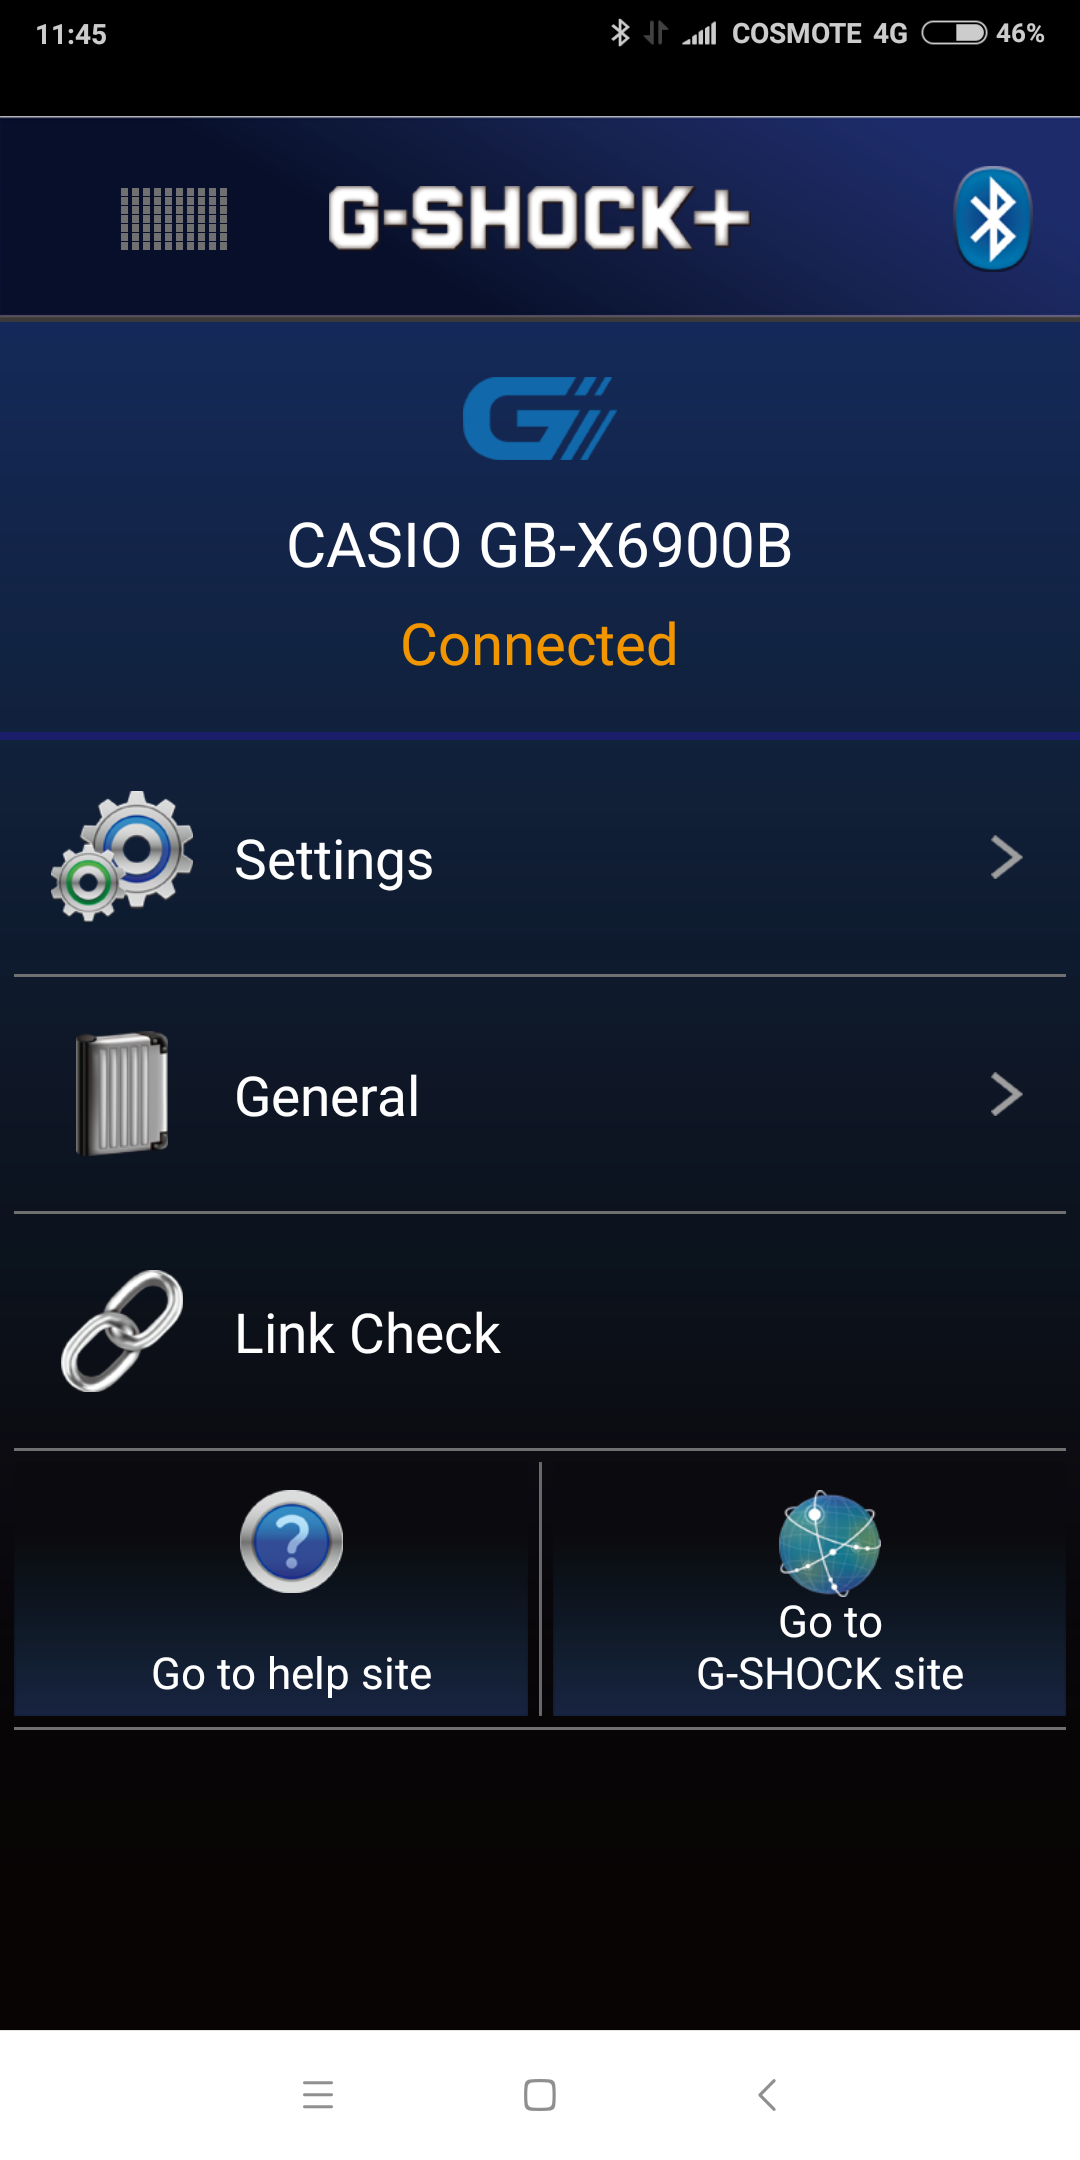 11:45 COSMOTE 4G 46%
G-SHOCK+
CASIO GB-X6900B
Connected
Settings
General
Link Check
Go to help site
Go to
G-SHOCK site